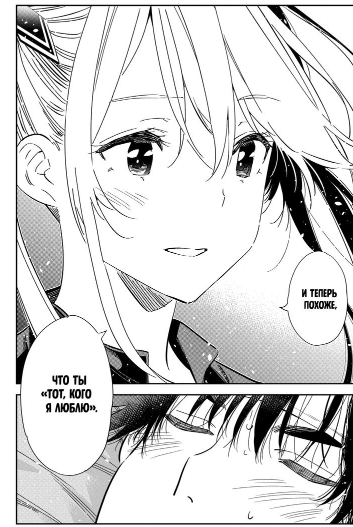 И ТЕПЕРЬ
ПОХОЖЕ,
ЧТО ТЫ
«ТОТ, КОГО
Я ЛЮБЛЮ».